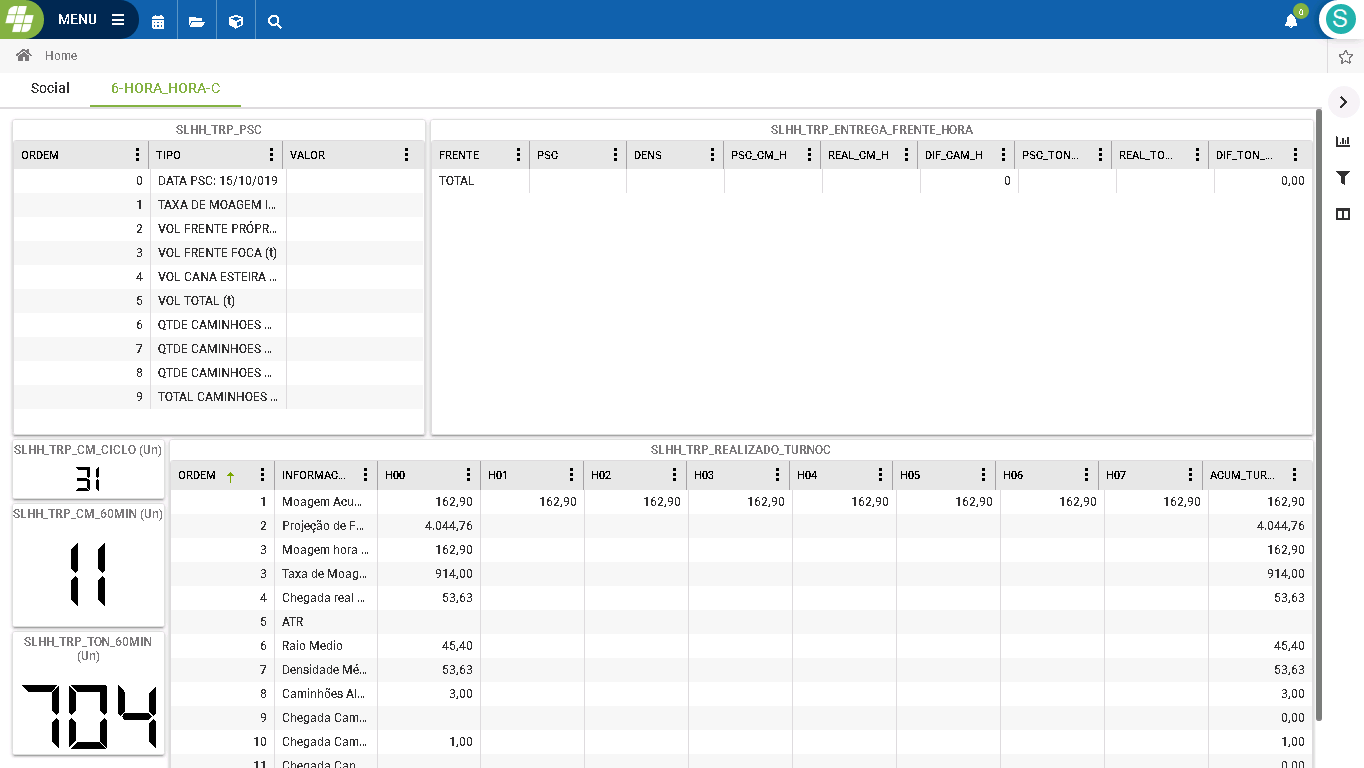 MENU
0
S
Home
Social 6-HORA_HORA-C
SLHH_TRP_PSC
ORDEM TIPO VALOR
0 DATA PSC: 15/10/019
1 TAXA DE MOAGEM I...
2 VOL FRENTE PRÓPR...
3 VOL FRENTE FOCA (t)
4 VOL CANA ESTEIRA ...
5 VOL TOTAL (t)
6 QTDE CAMINHOES ...
7 QTDE CAMINHOES ...
8 QTDE CAMINHOES ...
9 TOTAL CAMINHOES ...
SLHH_TRP_ENTREGA_FRENTE_HORA
FRENTE PSC DENS PSC_CM_H REAL_CM_H DIF_CAM_H PSC_TON... REAL_TO... DIF_TON_...
TOTAL 0 0,00
SLHH_TRP_CM_CICLO (Un)
31
SLHH_TRP_CM_60MIN (Un)
11
SLHH_TRP_TON_60MIN
(Un)
704
SLHH_TRP_REALIZADO_TURNOC
ORDEM INFORMAC... H00 H01 H02 H03 H04 H05 H06 H07 ACUM_TUR...
1 Moagem Acu... 162,90 162,90 162,90 162,90 162,90 162,90 162,90 162,90 162,90
2 Projeção de F... 4.044,76 4.044,76
3 Moagem hora ... 162,90 162,90
3 Taxa de Moag... 914,00 914,00
4 Chegada real ... 53,63 53,63
5 ATR
6 Raio Medio 45,40 45,40
7 Densidade Mé... 53,63 53,63
8 Caminhões Al... 3,00 3,00
9 Chegada Cam... 0,00
10 Chegada Cam... 1,00 1,00
11 Chegada Can... 0,00